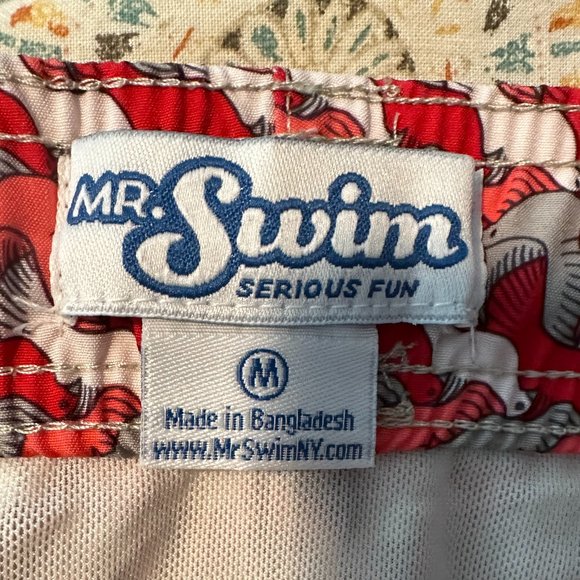 MR. Swim
SERIOUS FUN
M
Made in Bangladesh
www.MrSwimNY.com